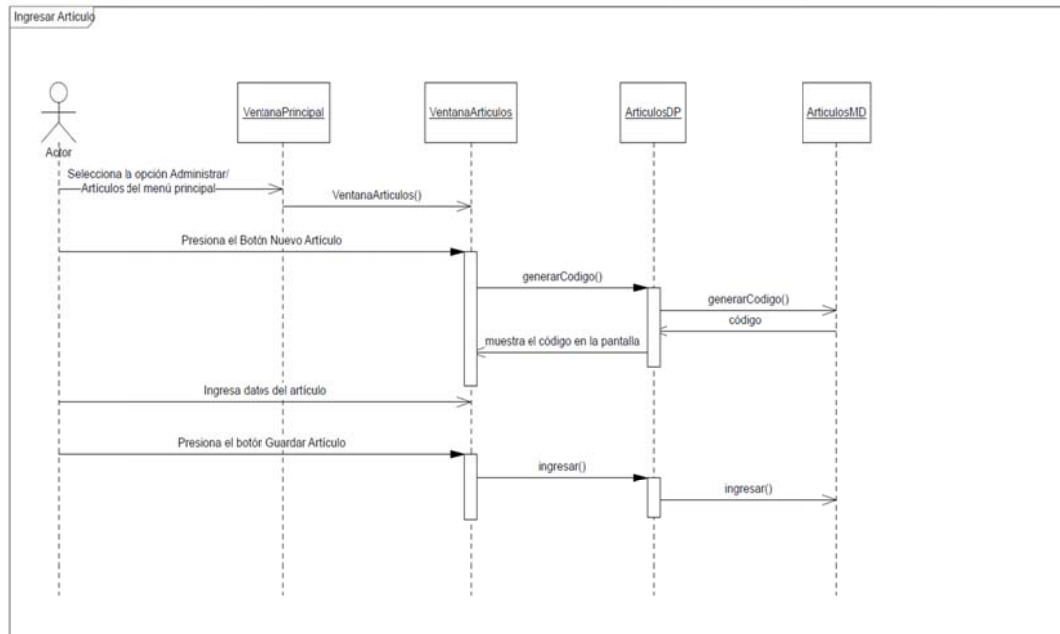 Ingresar Artículo
VentanaPrincipal
VentanaArticulos
ArticulosDP
ArticulosMD
Actor
Selecciona la opción Administrar/
Artículos del menú principal
VentanaArticulos()
Presiona el Botón Nuevo Artículo
generarCodigo()
generarCodigo()
código
muestra el código en la pantalla
Ingresa datos del artículo
Presiona el botór Guardar Artículo
ingresar()
ingresar()